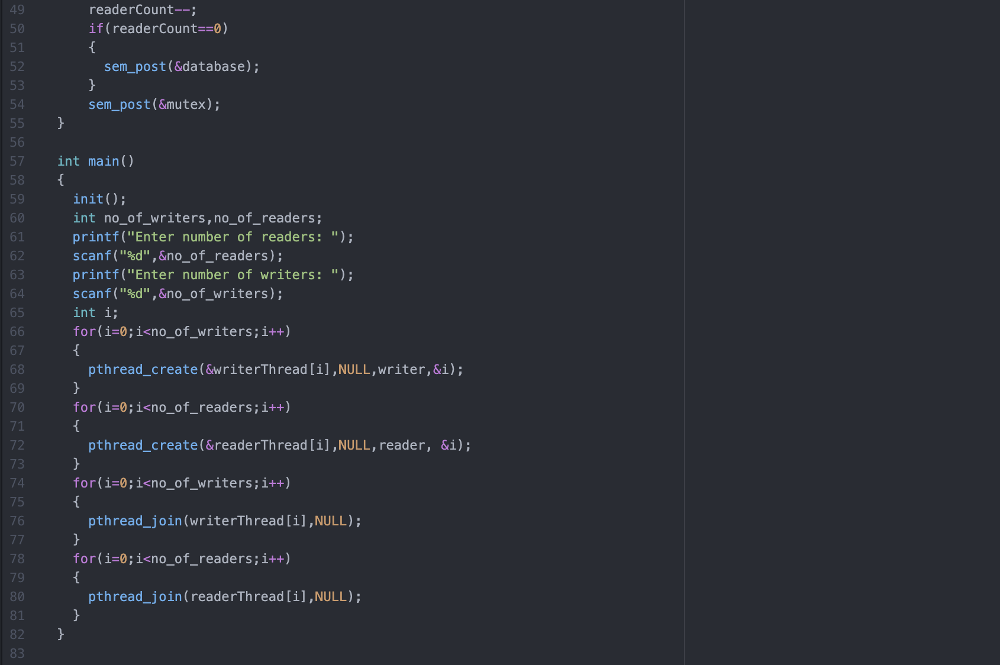 49 readerCount--;
50 if(readerCount==0)
51 {
52 sem_post(&database);
53 }
54 sem_post(&mutex);
55 }
56
57 int main()
58 {
59 init();
60 int no_of_writers,no_of_readers;
61 printf("Enter number of readers: ");
62 scanf("%d",&no_of_readers);
63 printf("Enter number of writers: ");
64 scanf("%d",&no_of_writers);
65 int i;
66 for(i=0;i<no_of_writers;i++)
67 {
68 pthread_create(&writerThread[i],NULL,writer,&i);
69 }
70 for(i=0;i<no_of_readers;i++)
71 {
72 pthread_create(&readerThread[i],NULL,reader, &i);
73 }
74 for(i=0;i<no_of_writers;i++)
75 {
76 pthread_join(writerThread[i],NULL);
77 }
78 for(i=0;i<no_of_readers;i++)
79 {
80 pthread_join(readerThread[i],NULL);
81 }
82 }
83